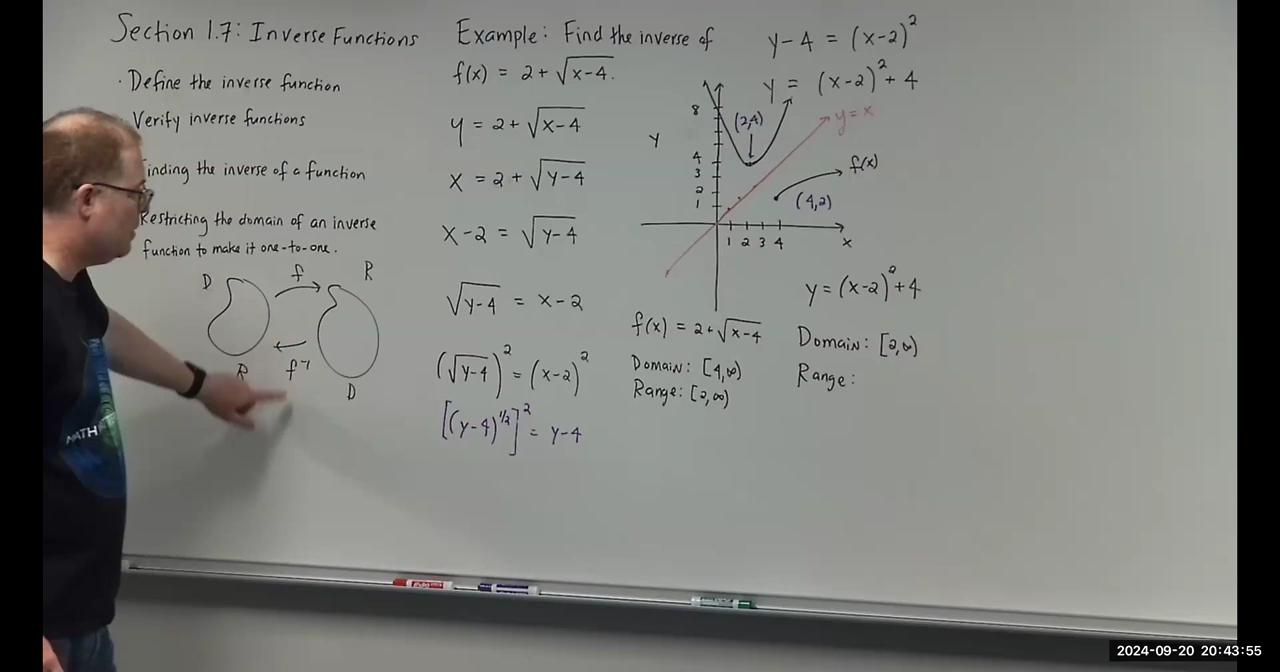 Section 1.7: Inverse Functions
· Define the inverse function
Verify inverse functions
Finding the inverse of a function
Restricting the domain of an inverse
function to make it one-to-one.
D
f
R
R
f⁻¹
D
Example: Find the inverse of
f(x) = 2 + √(x-4).
y = 2 + √(x-4)
x = 2 + √(y-4)
x-2 = √(y-4)
√(y-4) = x-2
(√(y-4))² = (x-2)²
[(y-4)^(1/2)]² = y-4
y-4 = (x-2)²
y = (x-2)² + 4
8
4
3
2
1
y
(2,4)
y=x
f(x)
(4,2)
1 2 3 4
x
f(x) = 2+√(x-4)
Domain: [4,∞)
Range: [2,∞)
y = (x-2)² + 4
Domain: [2,∞)
Range:
MATH
2024-09-20 20:43:55